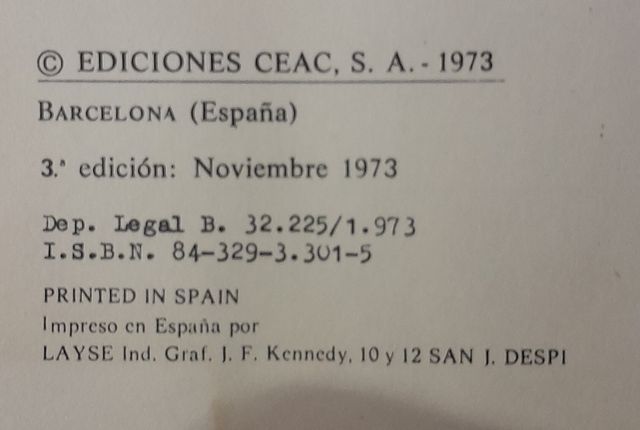 © EDICIONES CEAC, S. A. - 1973
BARCELONA (España)
3.ª edición: Noviembre 1973
Dep. Legal B. 32.225/1.973
I.S.B.N. 84-329-3.301-5
PRINTED IN SPAIN
Impreso en España por
LAYSE Ind. Graf. J. F. Kennedy, 10 y 12 SAN J. DESPI